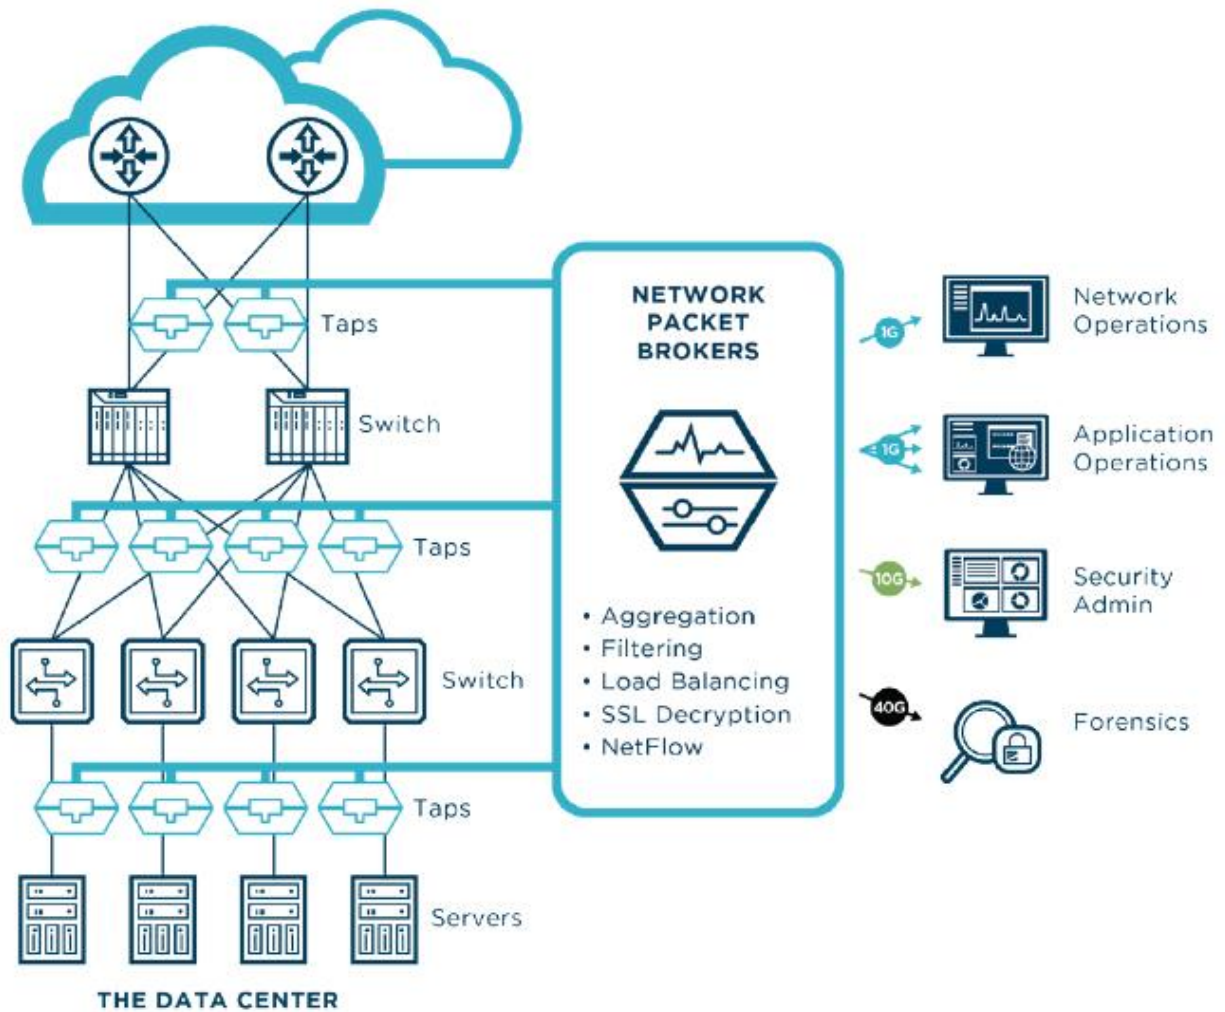 Taps
Switch
Taps
Switch
Taps
Servers
THE DATA CENTER
NETWORK
PACKET
BROKERS
• Aggregation
• Filtering
• Load Balancing
• SSL Decryption
• NetFlow
1G
Network
Operations
1G
Application
Operations
10G
Security
Admin
40G
Forensics